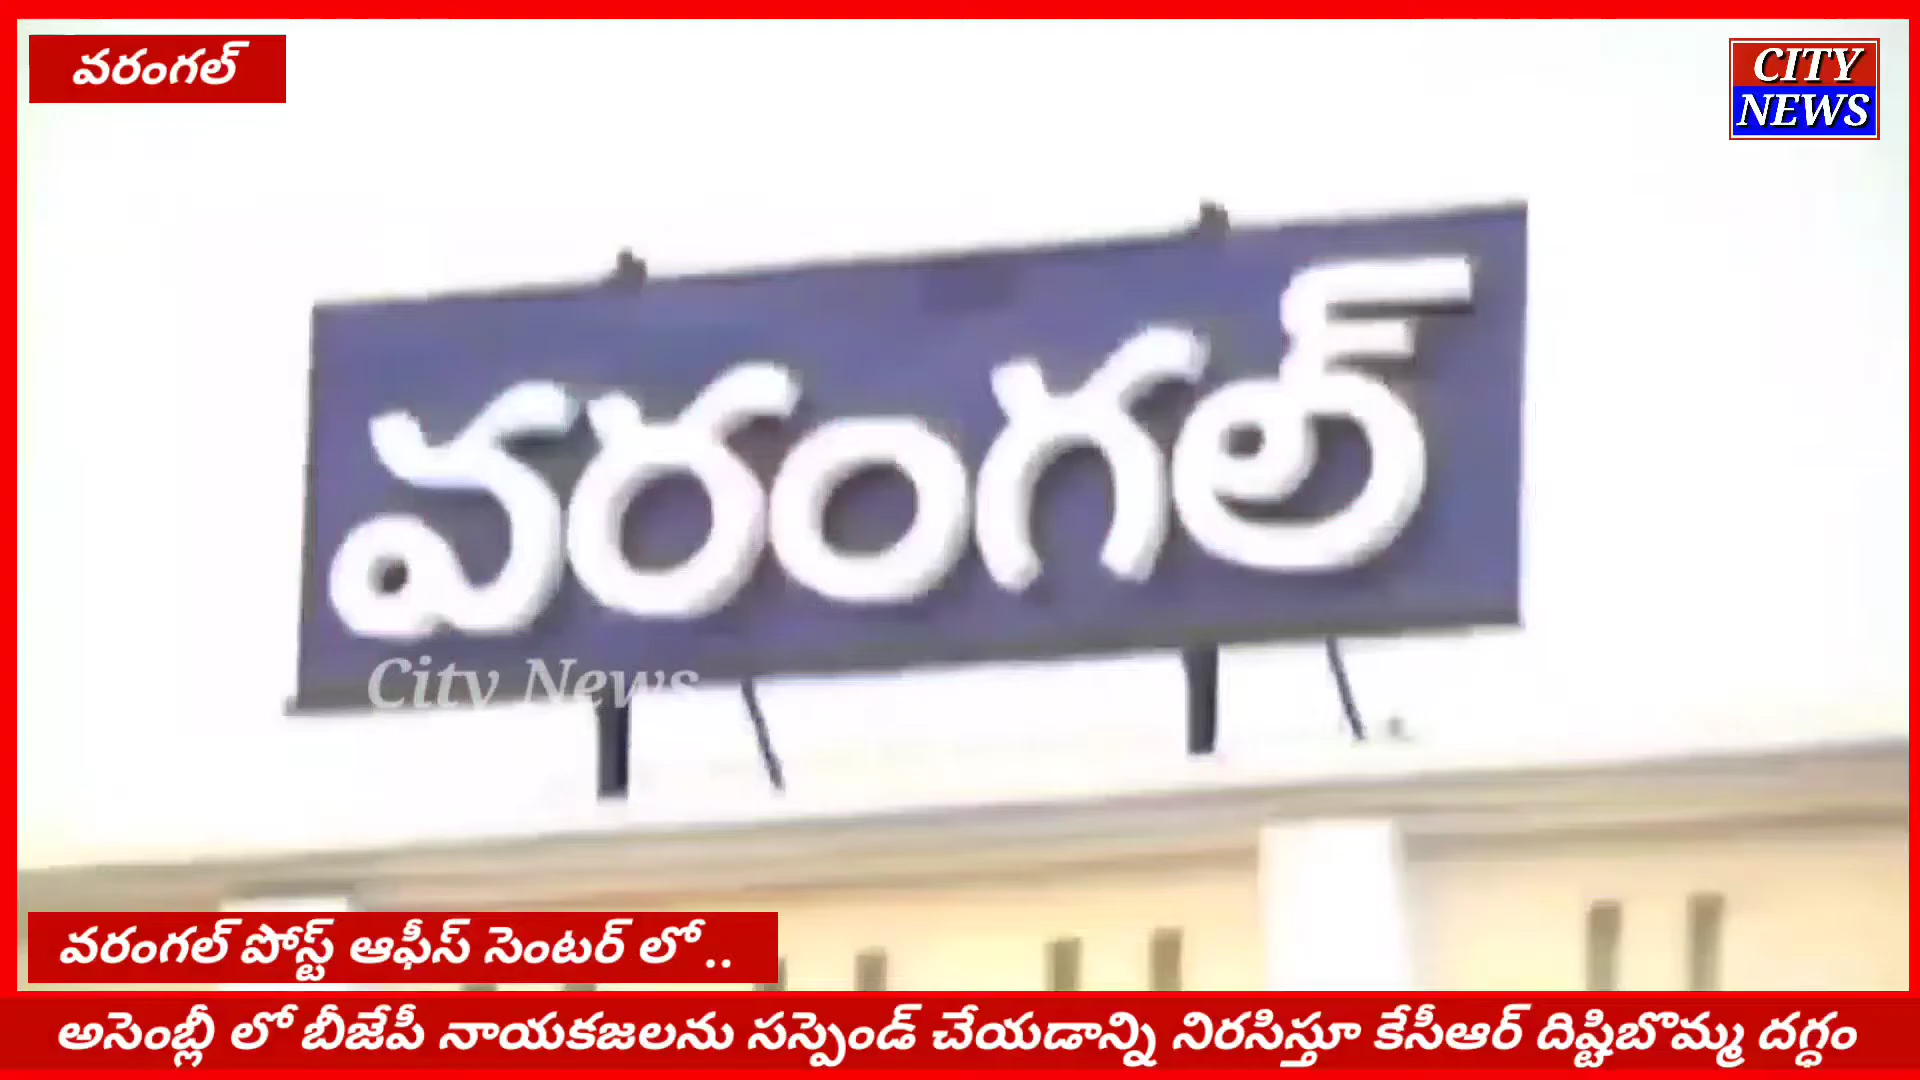 వరంగల్
CITY
NEWS
వరంగల్
City News
వరంగల్ పోస్ట్ ఆఫీస్ సెంటర్ లో ..
అసెంబ్లీ లో బీజేపీ నాయకజలను సస్పెండ్ చేయడాన్ని నిరసిస్తూ కేసీఆర్ దిష్టిబొమ్మ దగ్ధం